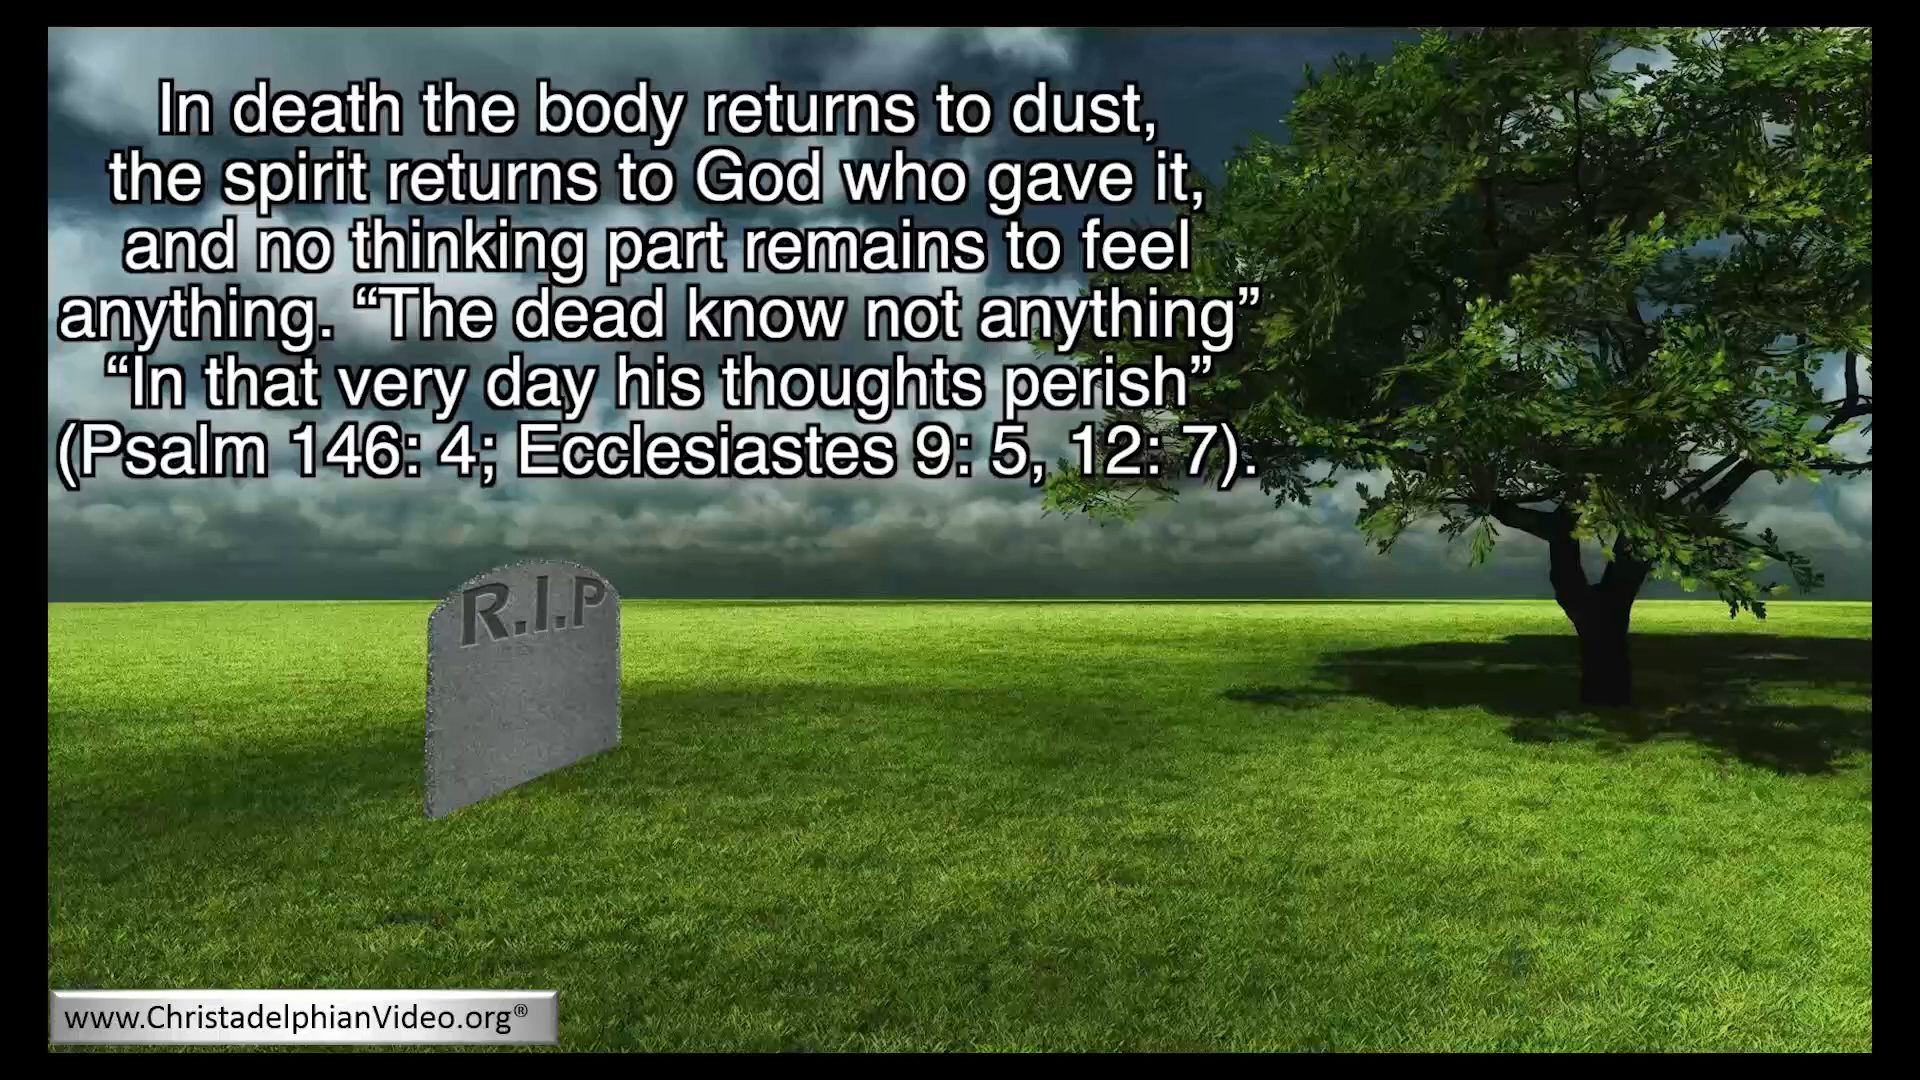 In death the body returns to dust,
the spirit returns to God who gave it,
and no thinking part remains to feel
anything. “The dead know not anything”
“In that very day his thoughts perish”
(Psalm 146: 4; Ecclesiastes 9: 5, 12: 7).
R.I.P
www.ChristadelphianVideo.org®